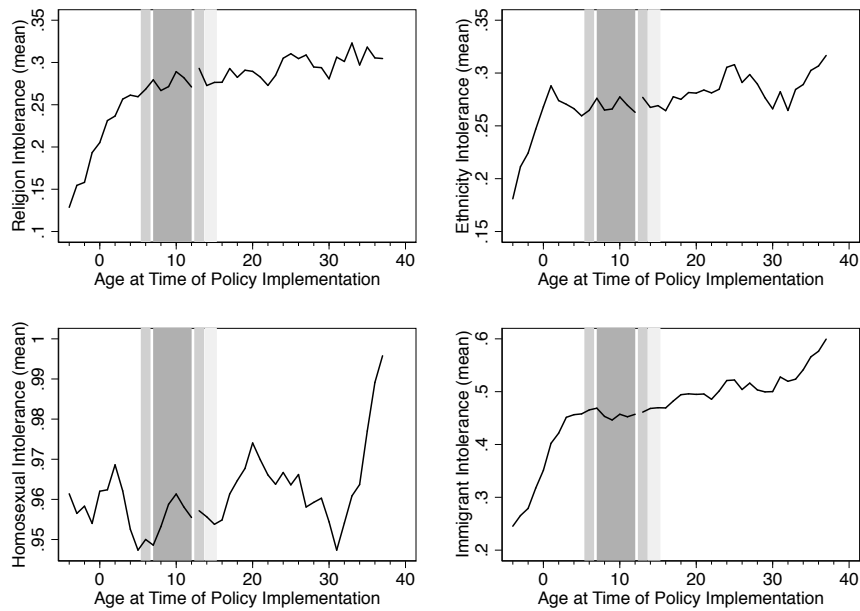 Religion Intolerance (mean)
.1 .15 .2 .25 .3 .35
0 10 20 30 40
Age at Time of Policy Implementation
Ethnicity Intolerance (mean)
.15 .2 .25 .3 .35
0 10 20 30 40
Age at Time of Policy Implementation
Homosexual Intolerance (mean)
.95 .96 .97 .98 .99 1
0 10 20 30 40
Age at Time of Policy Implementation
Immigrant Intolerance (mean)
.2 .3 .4 .5 .6
0 10 20 30 40
Age at Time of Policy Implementation